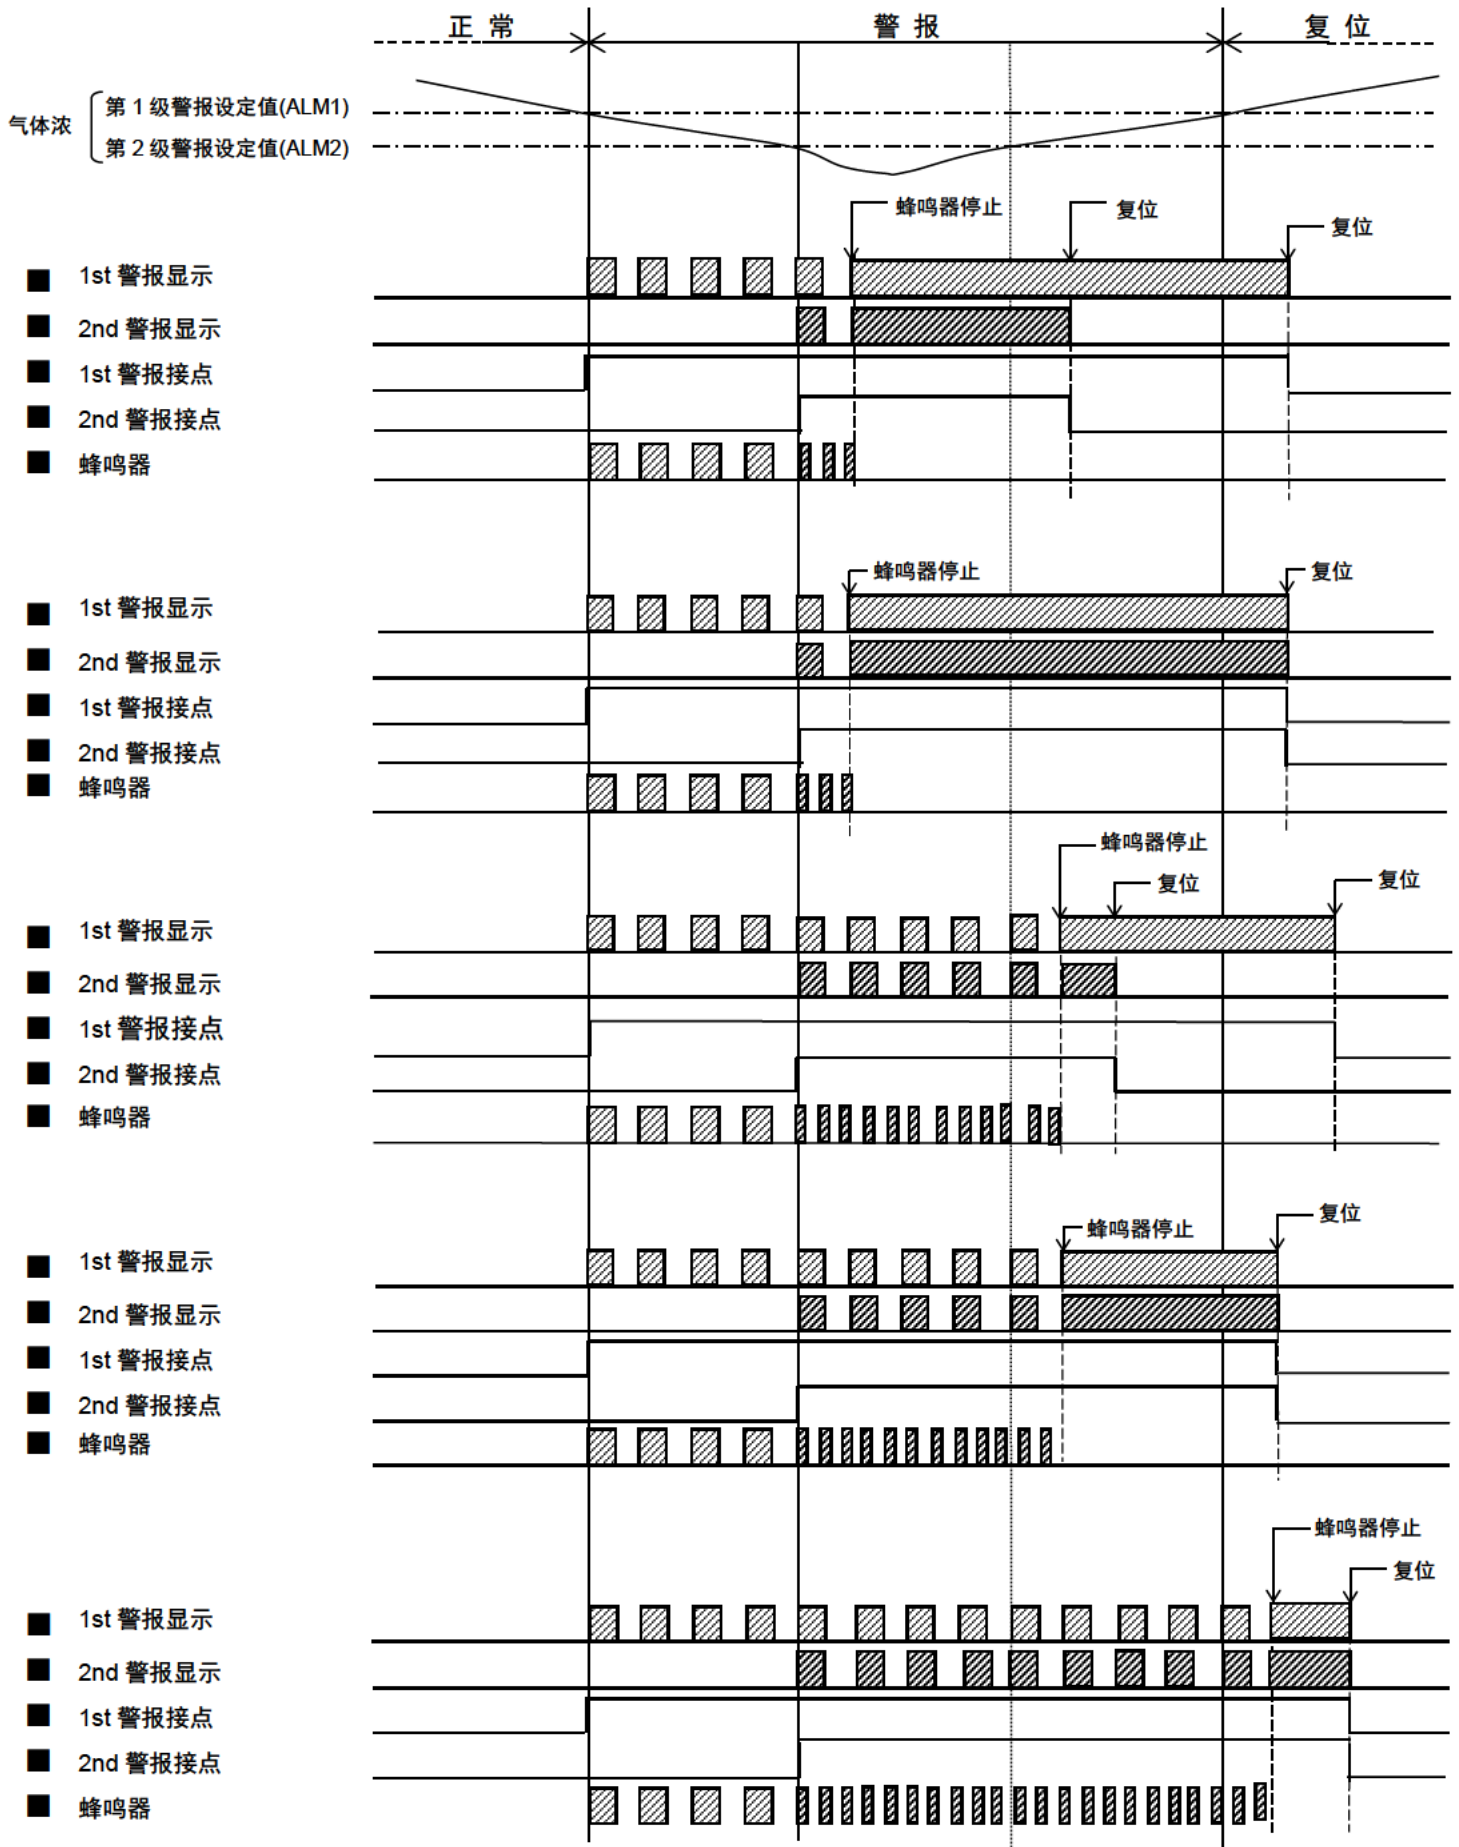 正 常
警 报
复 位
气体浓
第 1 级警报设定值(ALM1)
第 2 级警报设定值(ALM2)
蜂鸣器停止
复位
复位
■ 1st 警报显示
■ 2nd 警报显示
■ 1st 警报接点
■ 2nd 警报接点
■ 蜂鸣器
蜂鸣器停止
复位
■ 1st 警报显示
■ 2nd 警报显示
■ 1st 警报接点
■ 2nd 警报接点
■ 蜂鸣器
蜂鸣器停止
复位
复位
■ 1st 警报显示
■ 2nd 警报显示
■ 1st 警报接点
■ 2nd 警报接点
■ 蜂鸣器
复位
蜂鸣器停止
■ 1st 警报显示
■ 2nd 警报显示
■ 1st 警报接点
■ 2nd 警报接点
■ 蜂鸣器
蜂鸣器停止
复位
■ 1st 警报显示
■ 2nd 警报显示
■ 1st 警报接点
■ 2nd 警报接点
■ 蜂鸣器